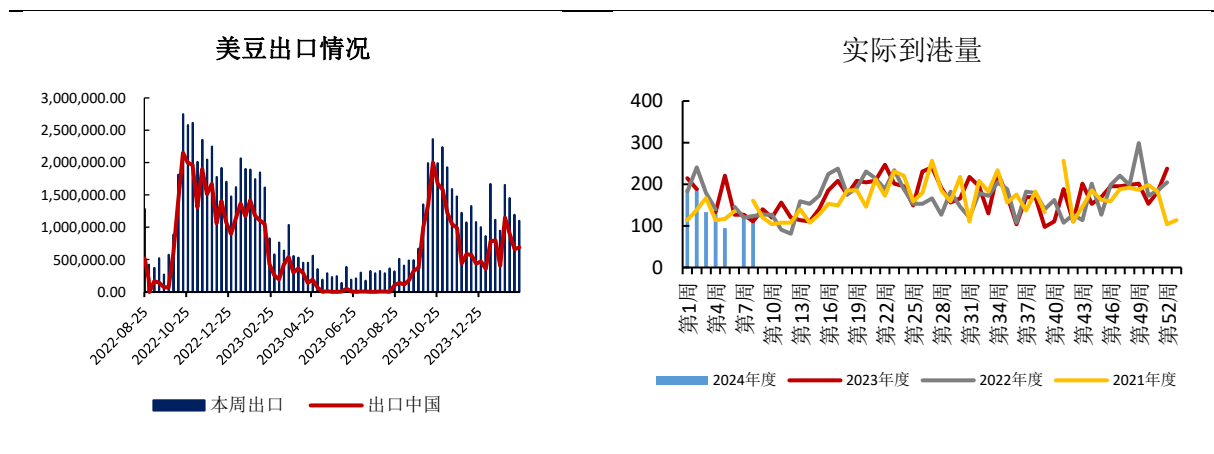 美豆出口情况
3,000,000.00
2,500,000.00
2,000,000.00
1,500,000.00
1,000,000.00
500,000.00
0.00
2022-08-25
2022-10-25
2022-12-25
2023-02-25
2023-04-25
2023-06-25
2023-08-25
2023-10-25
2023-12-25
本周出口
出口中国
实际到港量
400
300
200
100
0
第1周
第4周
第7周
第10周
第13周
第16周
第19周
第22周
第25周
第28周
第31周
第34周
第37周
第40周
第43周
第46周
第49周
第52周
2024年度
2023年度
2022年度
2021年度